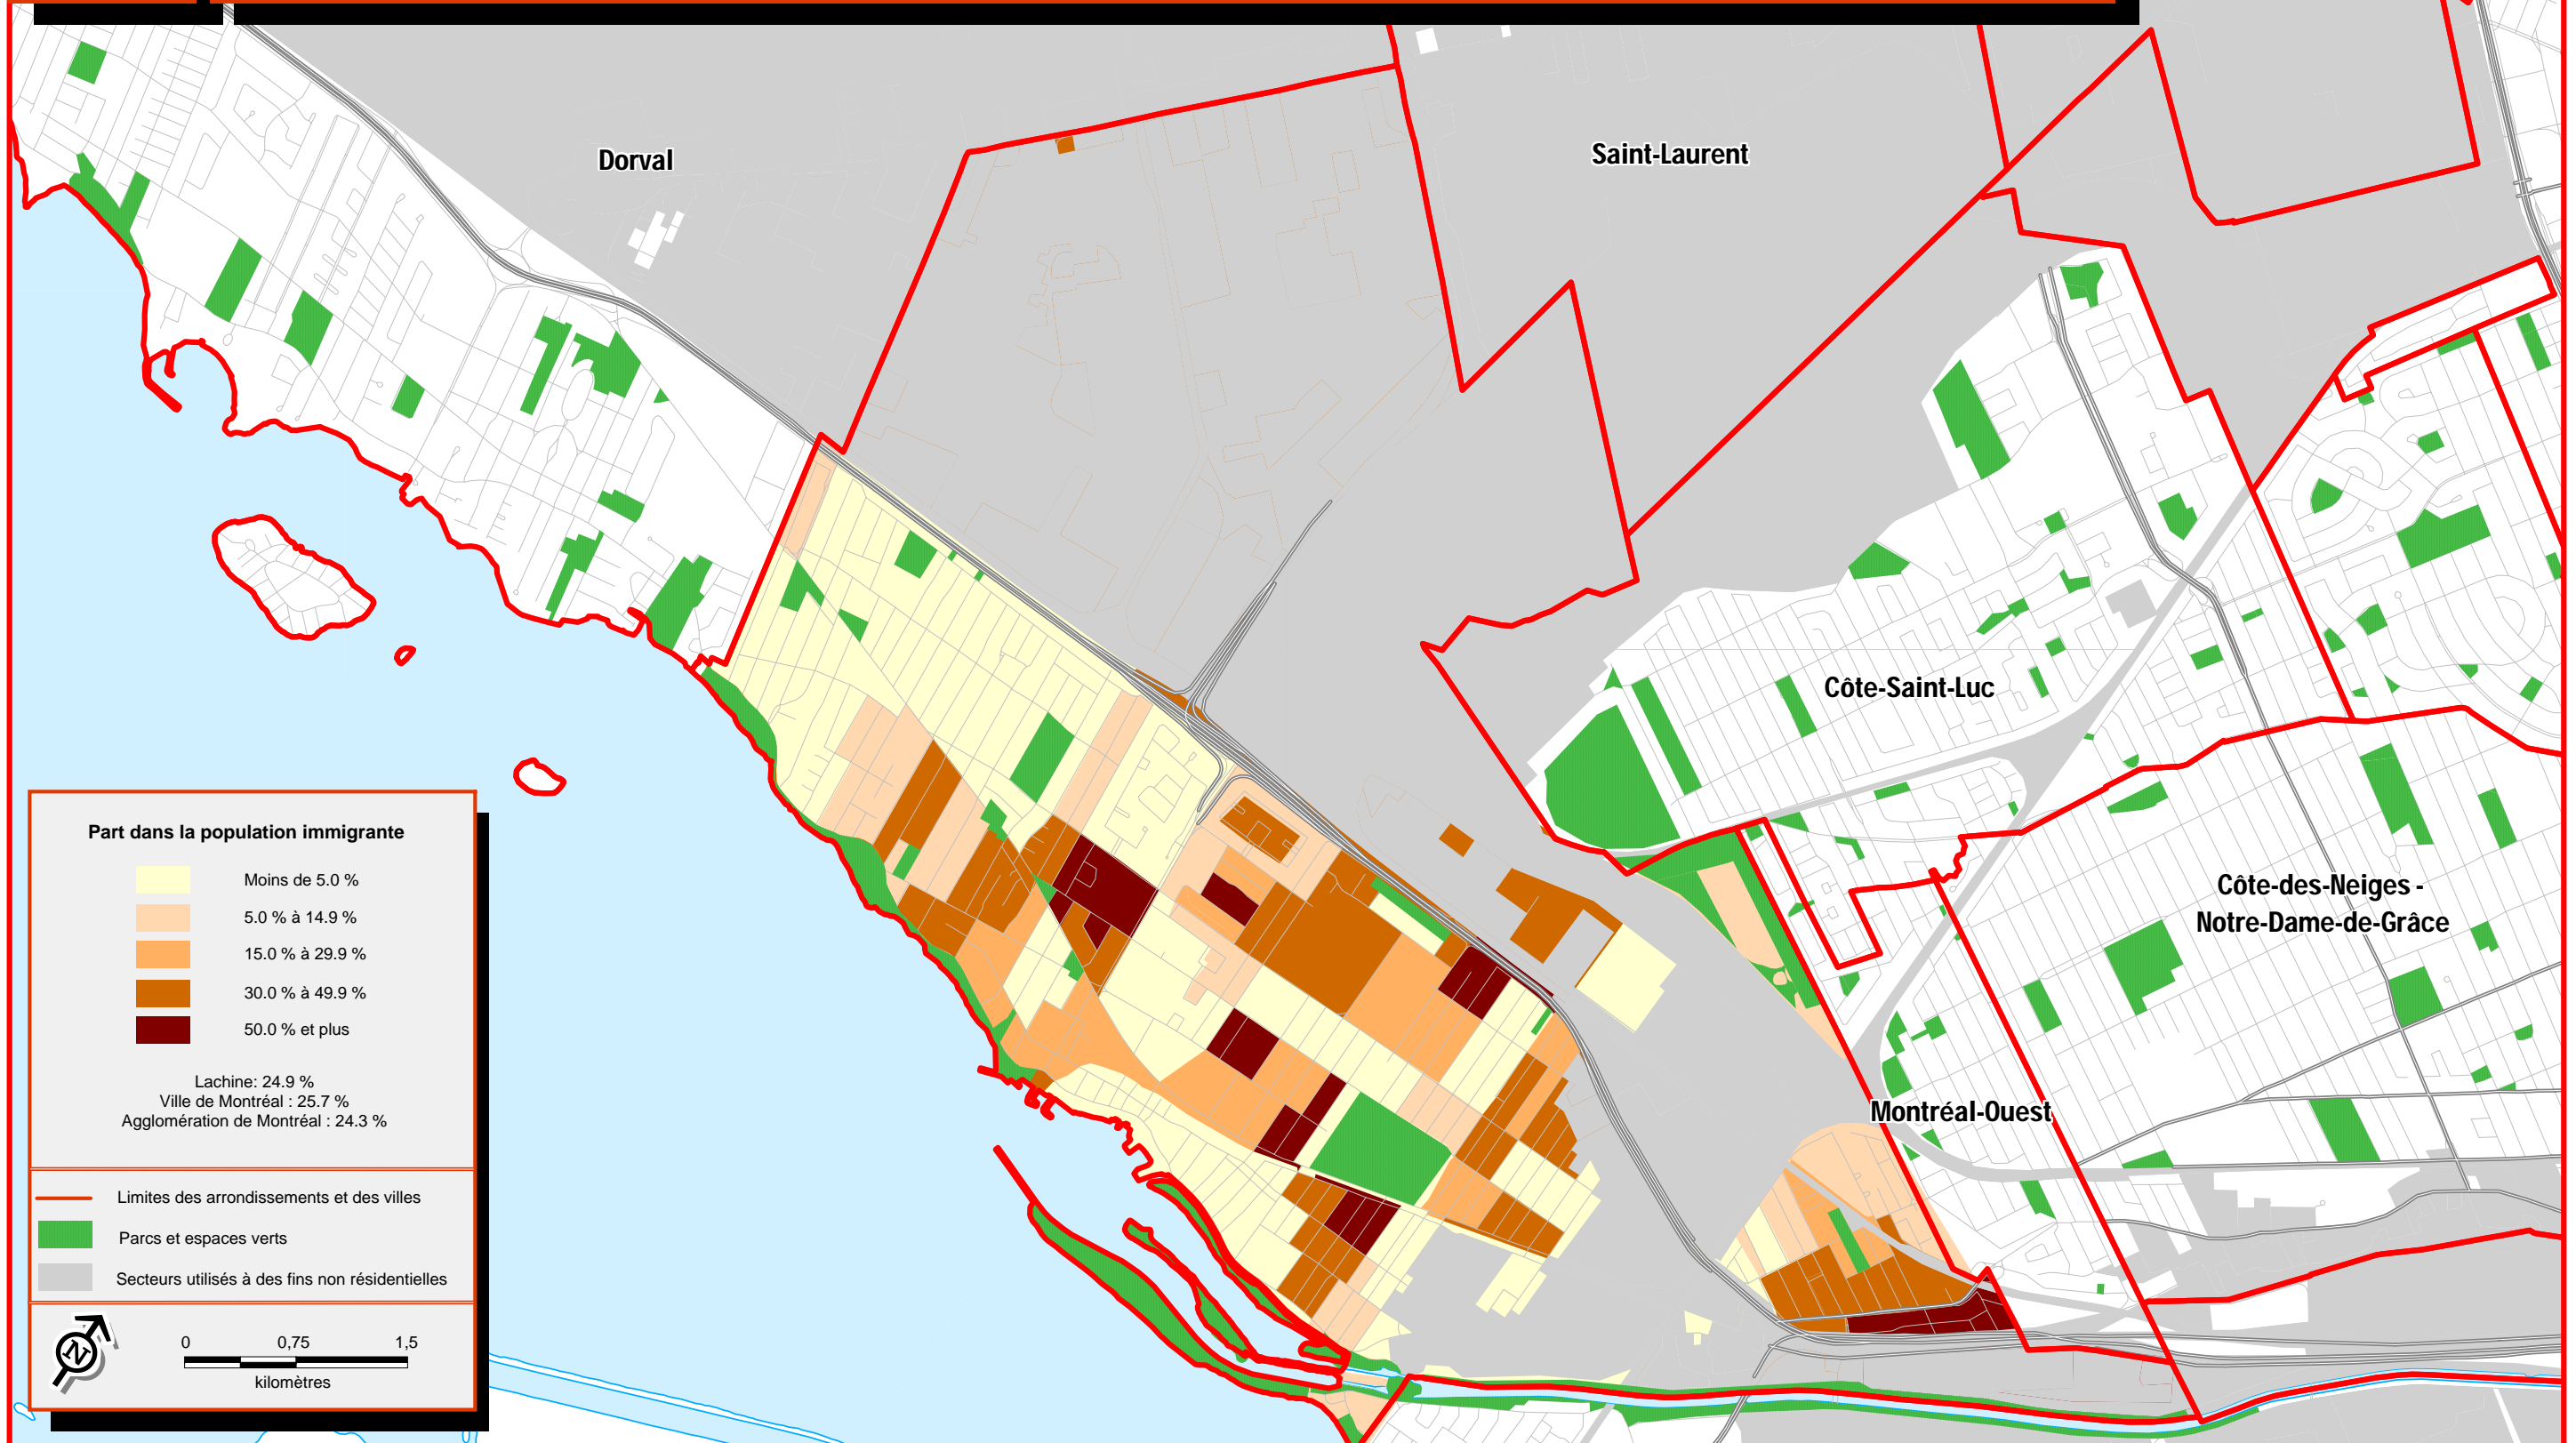 Dorval
Saint-Laurent
Côte-Saint-Luc
Côte-des-Neiges -
Notre-Dame-de-Grâce
Montréal-Ouest
Part dans la population immigrante
Moins de 5.0 %
5.0 % à 14.9 %
15.0 % à 29.9 %
30.0 % à 49.9 %
50.0 % et plus
Lachine: 24.9 %
Ville de Montréal : 25.7 %
Agglomération de Montréal : 24.3 %
Limites des arrondissements et des villes
Parcs et espaces verts
Secteurs utilisés à des fins non résidentielles
N
0 0,75 1,5
kilomètres